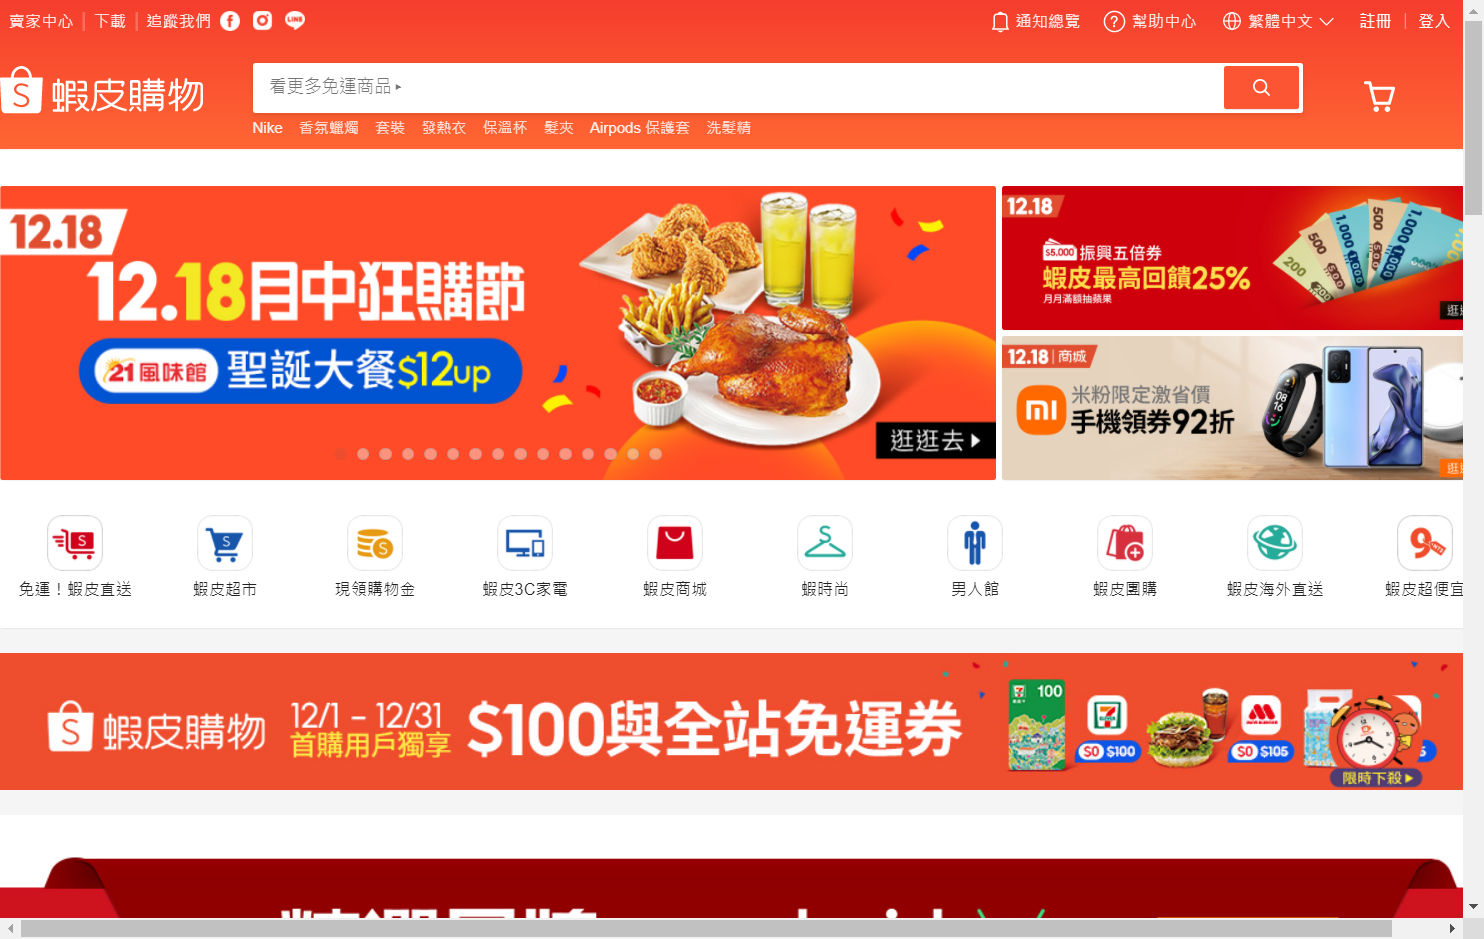 賣家中心 下載 追蹤我們 LINE
通知總覽 幫助中心 繁體中文 註冊 登入
蝦皮購物
看更多免運商品 ▸
Nike 香氛蠟燭 套裝 發熱衣 保溫杯 髮夾 Airpods 保護套 洗髮精
12.18
12.18月中狂購節
21風味館 聖誕大餐$12up
逛逛去
12.18
$5,000 振興五倍券
蝦皮最高回饋25%
月月滿額抽蘋果
200 500 1,000 500 1,000
12.18 商城
米粉限定激省價
mi 手機領券92折
08 16
免運！蝦皮直送 蝦皮超市 現領購物金 蝦皮3C家電 蝦皮商城 蝦時尚 男人館 蝦皮團購 蝦皮海外直送 蝦皮超便宜
蝦皮購物
12/1 - 12/31
首購用戶獨享
$100與全站免運券
100
$0 $100
$0 $105
限時下殺